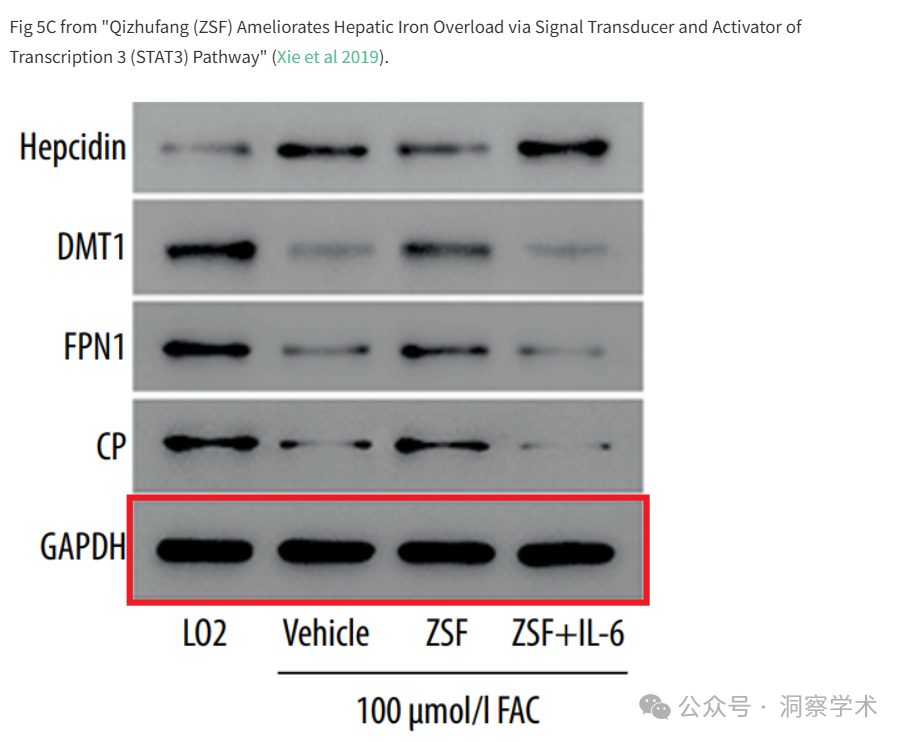 Fig 5C from "Qizhufang (ZSF) Ameliorates Hepatic Iron Overload via Signal Transducer and Activator of
Transcription 3 (STAT3) Pathway" (Xie et al 2019).
Hepcidin
DMT1
FPN1
CP
GAPDH
LO2 Vehicle ZSF ZSF+IL-6
100 µmol/l FAC
公众号 · 洞察学术